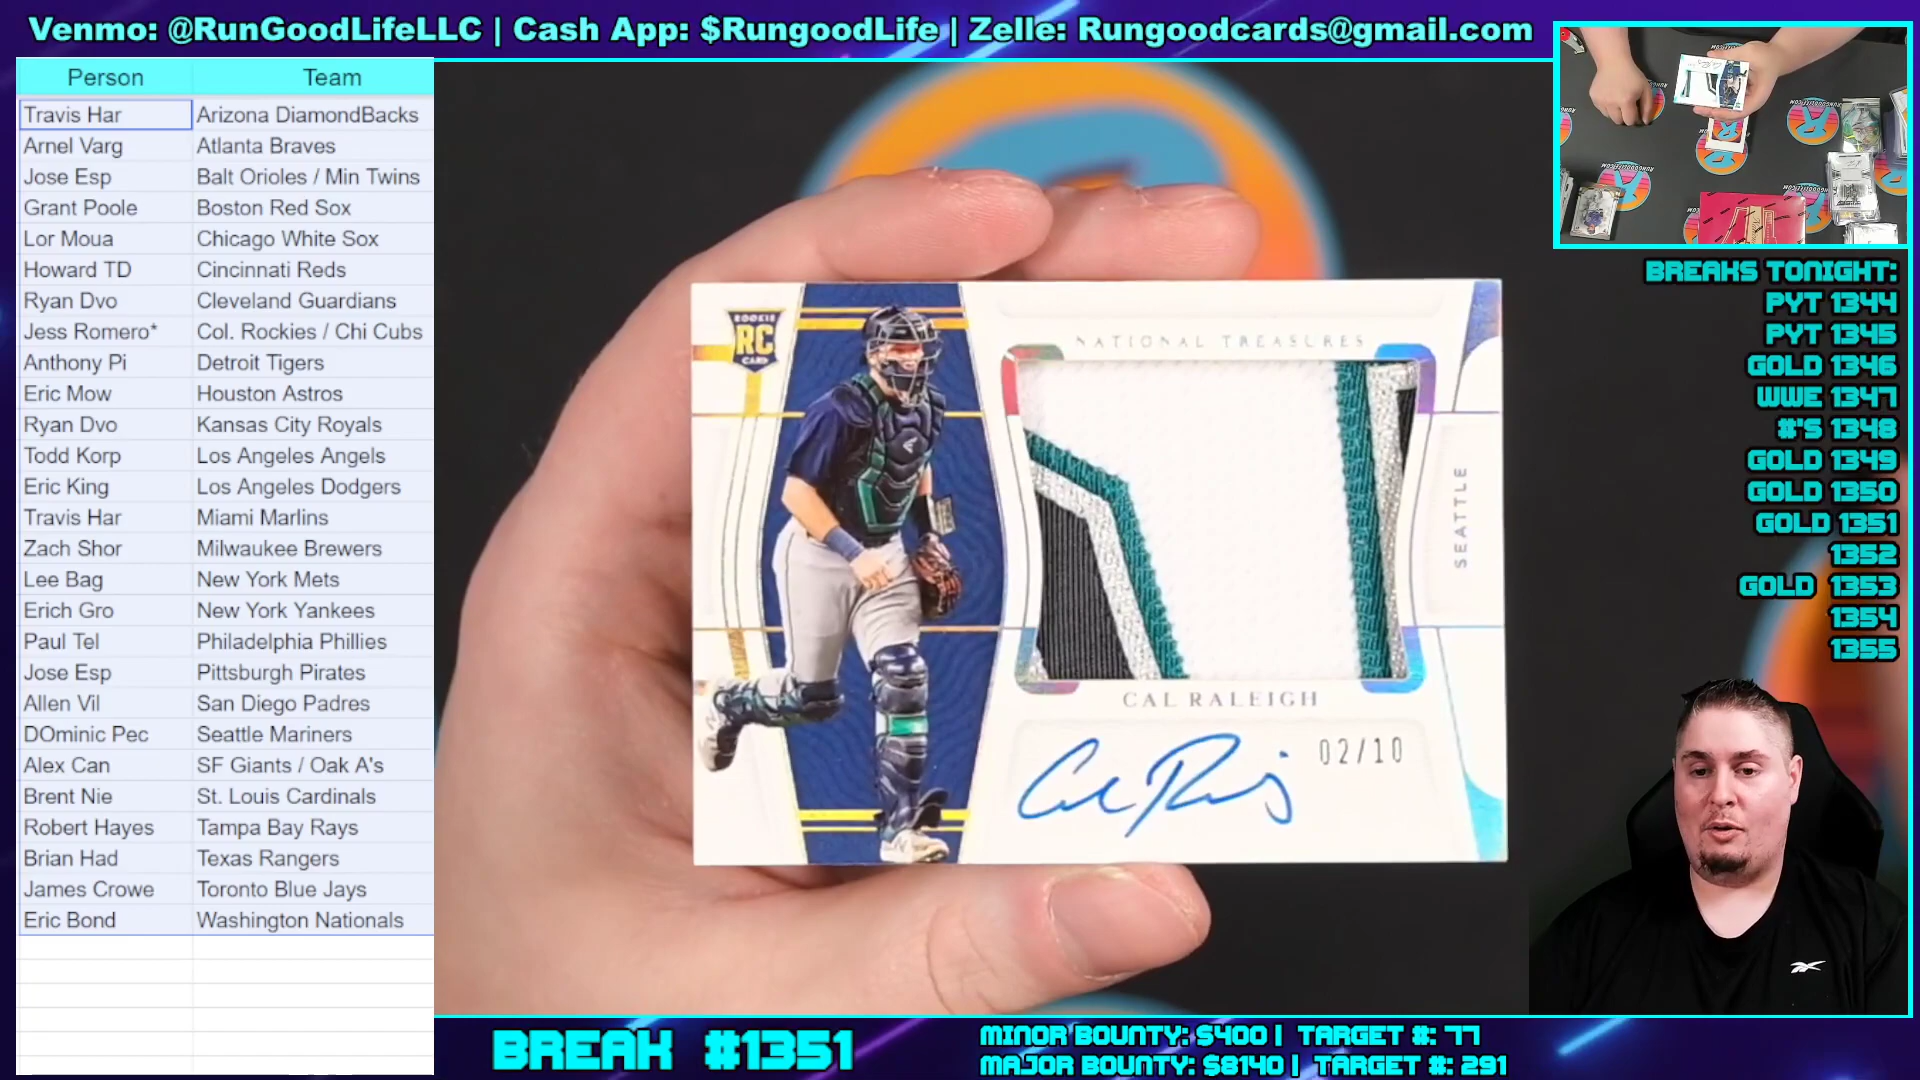 Venmo: @RunGoodLifeLLC | Cash App: $RungoodLife | Zelle: Rungoodcards@gmail.com
Person Team
Travis Har Arizona DiamondBacks
Arnel Varg Atlanta Braves
Jose Esp Balt Orioles / Min Twins
Grant Poole Boston Red Sox
Lor Moua Chicago White Sox
Howard TD Cincinnati Reds
Ryan Dvo Cleveland Guardians
Jess Romero* Col. Rockies / Chi Cubs
Anthony Pi Detroit Tigers
Eric Mow Houston Astros
Ryan Dvo Kansas City Royals
Todd Korp Los Angeles Angels
Eric King Los Angeles Dodgers
Travis Har Miami Marlins
Zach Shor Milwaukee Brewers
Lee Bag New York Mets
Erich Gro New York Yankees
Paul Tel Philadelphia Phillies
Jose Esp Pittsburgh Pirates
Allen Vil San Diego Padres
DOminic Pec Seattle Mariners
Alex Can SF Giants / Oak A's
Brent Nie St. Louis Cardinals
Robert Hayes Tampa Bay Rays
Brian Had Texas Rangers
James Crowe Toronto Blue Jays
Eric Bond Washington Nationals
ROOKIE
RC
CARD
NATIONAL TREASURES
SEATTLE
CAL RALEIGH
02/10
BREAKS TONIGHT:
PYT 1344
PYT 1345
GOLD 1346
WWE 1347
#'S 1348
GOLD 1349
GOLD 1350
GOLD 1351
1352
GOLD 1353
1354
1355
BREAK #1351
MINOR BOUNTY: $400 | TARGET #: 77
MAJOR BOUNTY: $8140 | TARGET #: 291